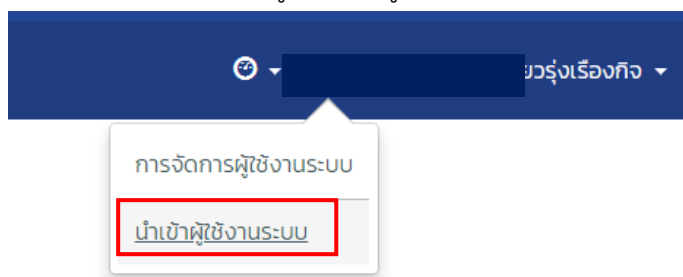 ยวรุ่งเรืองกิจ
การจัดการผู้ใช้งานระบบ
นำเข้าผู้ใช้งานระบบ